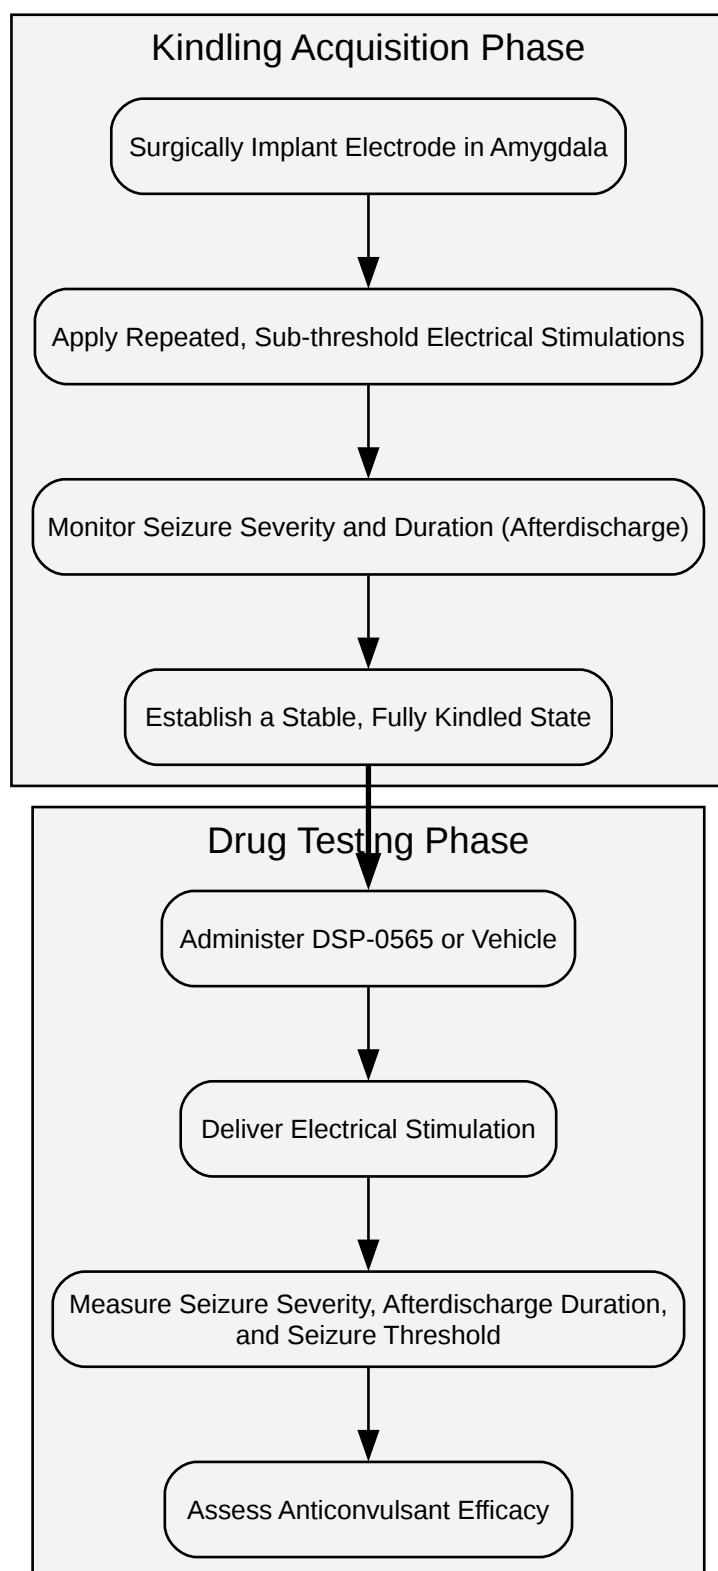 Kindling Acquisition Phase
Surgically Implant Electrode in Amygdala
Apply Repeated, Sub-threshold Electrical Stimulations
Monitor Seizure Severity and Duration (Afterdischarge)
Establish a Stable, Fully Kindled State
Drug Testing Phase
Administer DSP-0565 or Vehicle
Deliver Electrical Stimulation
Measure Seizure Severity, Afterdischarge Duration,
and Seizure Threshold
Assess Anticonvulsant Efficacy